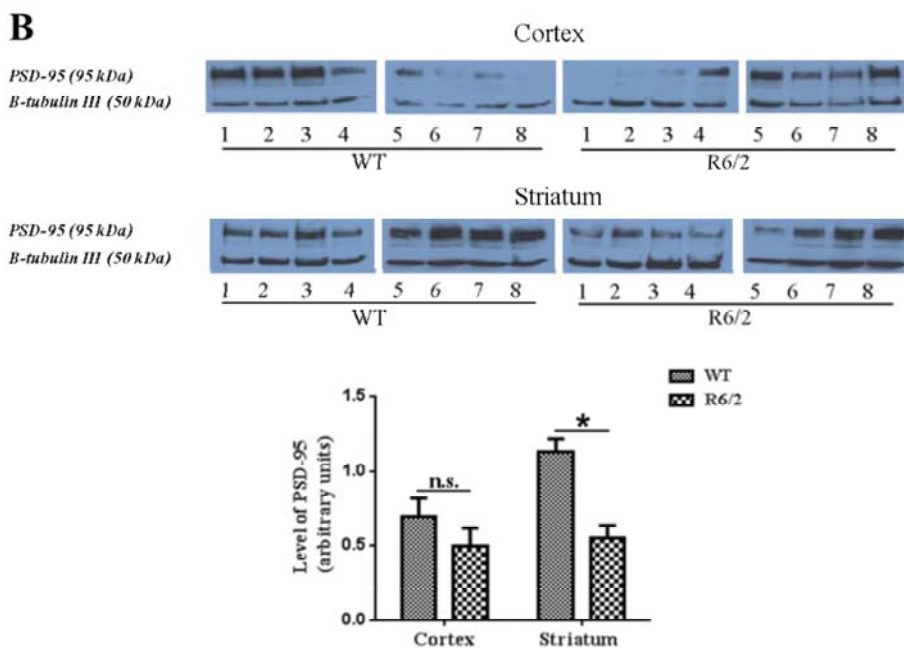 B
Cortex
PSD-95 (95 kDa)
B-tubulin III (50 kDa)
1 2 3 4 5 6 7 8 1 2 3 4 5 6 7 8
WT R6/2
Striatum
PSD-95 (95 kDa)
B-tubulin III (50 kDa)
1 2 3 4 5 6 7 8 1 2 3 4 5 6 7 8
WT R6/2
WT
R6/2
Level of PSD-95
(arbitrary units)
1.5
1.0
0.5
0.0
n.s.
*
Cortex Striatum